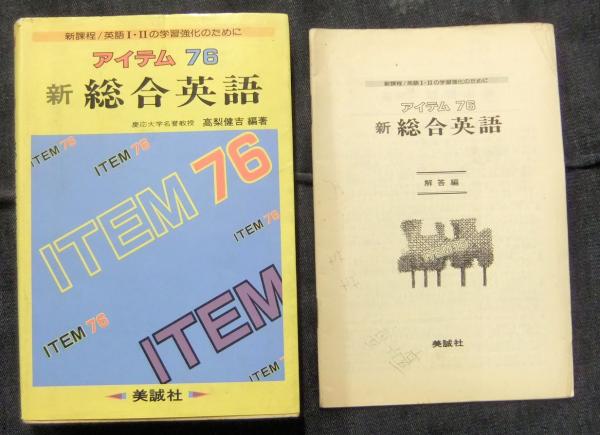 新課程/英語Ⅰ・Ⅱの学習強化のために
アイテム 76
新 総合英語
慶応大学名誉教授 高梨健吉 編著
ITEM 76
ITEM 76
ITEM 76
ITEM 76
ITEM
ITEM 76
ITEM 76
美誠社
新課程/英語Ⅰ・Ⅱの学習強化のために
アイテム 76
新 総合英語
解答編
美誠社